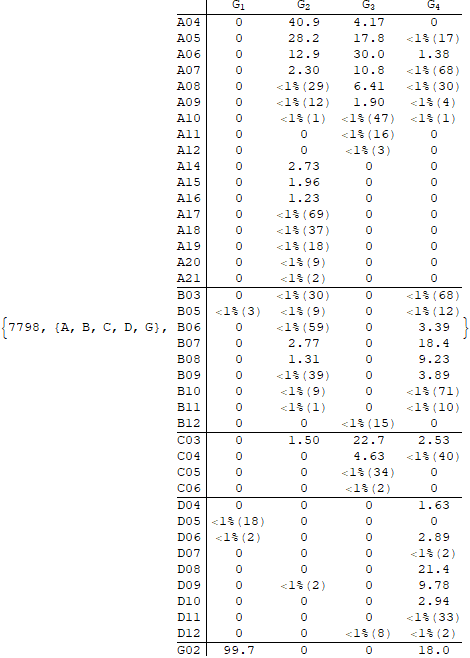 G1 G2 G3 G4
A04 0 40.9 4.17 0
A05 0 28.2 17.8 <1%(17)
A06 0 12.9 30.0 1.38
A07 0 2.30 10.8 <1%(68)
A08 0 <1%(29) 6.41 <1%(30)
A09 0 <1%(12) 1.90 <1%(4)
A10 0 <1%(1) <1%(47) <1%(1)
A11 0 0 <1%(16) 0
A12 0 0 <1%(3) 0
A14 0 2.73 0 0
A15 0 1.96 0 0
A16 0 1.23 0 0
A17 0 <1%(69) 0 0
A18 0 <1%(37) 0 0
A19 0 <1%(18) 0 0
A20 0 <1%(9) 0 0
A21 0 <1%(2) 0 0
B03 0 <1%(30) 0 <1%(68)
B05 <1%(3) <1%(9) 0 <1%(12)
{7798, {A, B, C, D, G}, B06 0 <1%(59) 0 3.39 }
B07 0 2.77 0 18.4
B08 0 1.31 0 9.23
B09 0 <1%(39) 0 3.89
B10 0 <1%(9) 0 <1%(71)
B11 0 <1%(1) 0 <1%(10)
B12 0 0 <1%(15) 0
C03 0 1.50 22.7 2.53
C04 0 0 4.63 <1%(40)
C05 0 0 <1%(34) 0
C06 0 0 <1%(2) 0
D04 0 0 0 1.63
D05 <1%(18) 0 0 0
D06 <1%(2) 0 0 2.89
D07 0 0 0 <1%(2)
D08 0 0 0 21.4
D09 0 <1%(2) 0 9.78
D10 0 0 0 2.94
D11 0 0 0 <1%(33)
D12 0 0 <1%(8) <1%(2)
G02 99.7 0 0 18.0